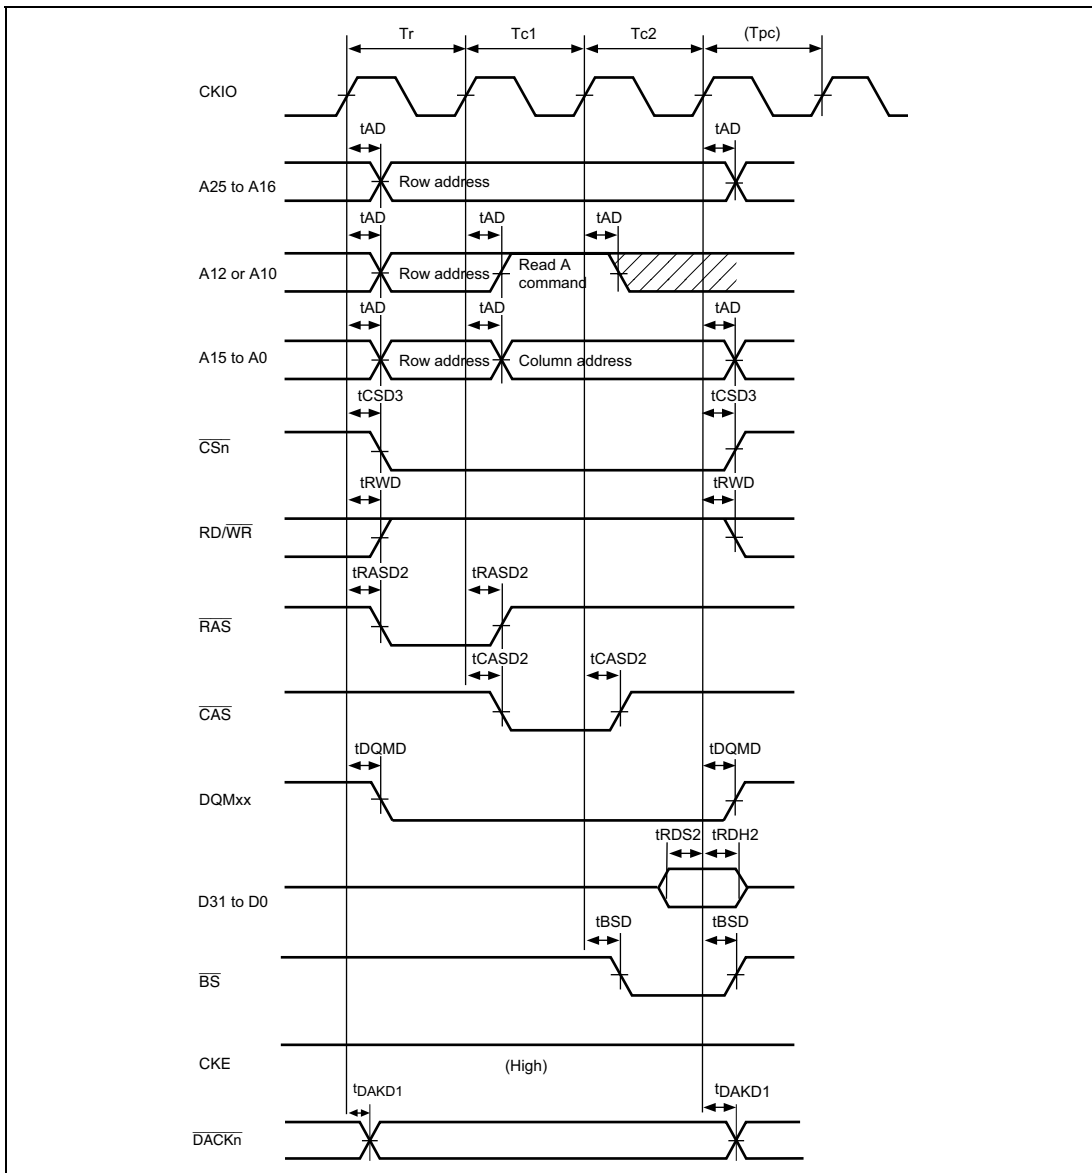 Tr Tc1 Tc2 (Tpc)
CKIO
tAD tAD
A25 to A16 Row address
tAD tAD tAD
A12 or A10 Row address Read A command
tAD tAD tAD
A15 to A0 Row address Column address
tCSD3 tCSD3
CSn
tRWD tRWD
RD/WR
tRASD2 tRASD2
RAS
tCASD2 tCASD2
CAS
tDQMD tDQMD
DQMxx
tRDS2 tRDH2
D31 to D0
tBSD tBSD
BS
CKE (High)
tDAKD1 tDAKD1
DACKn